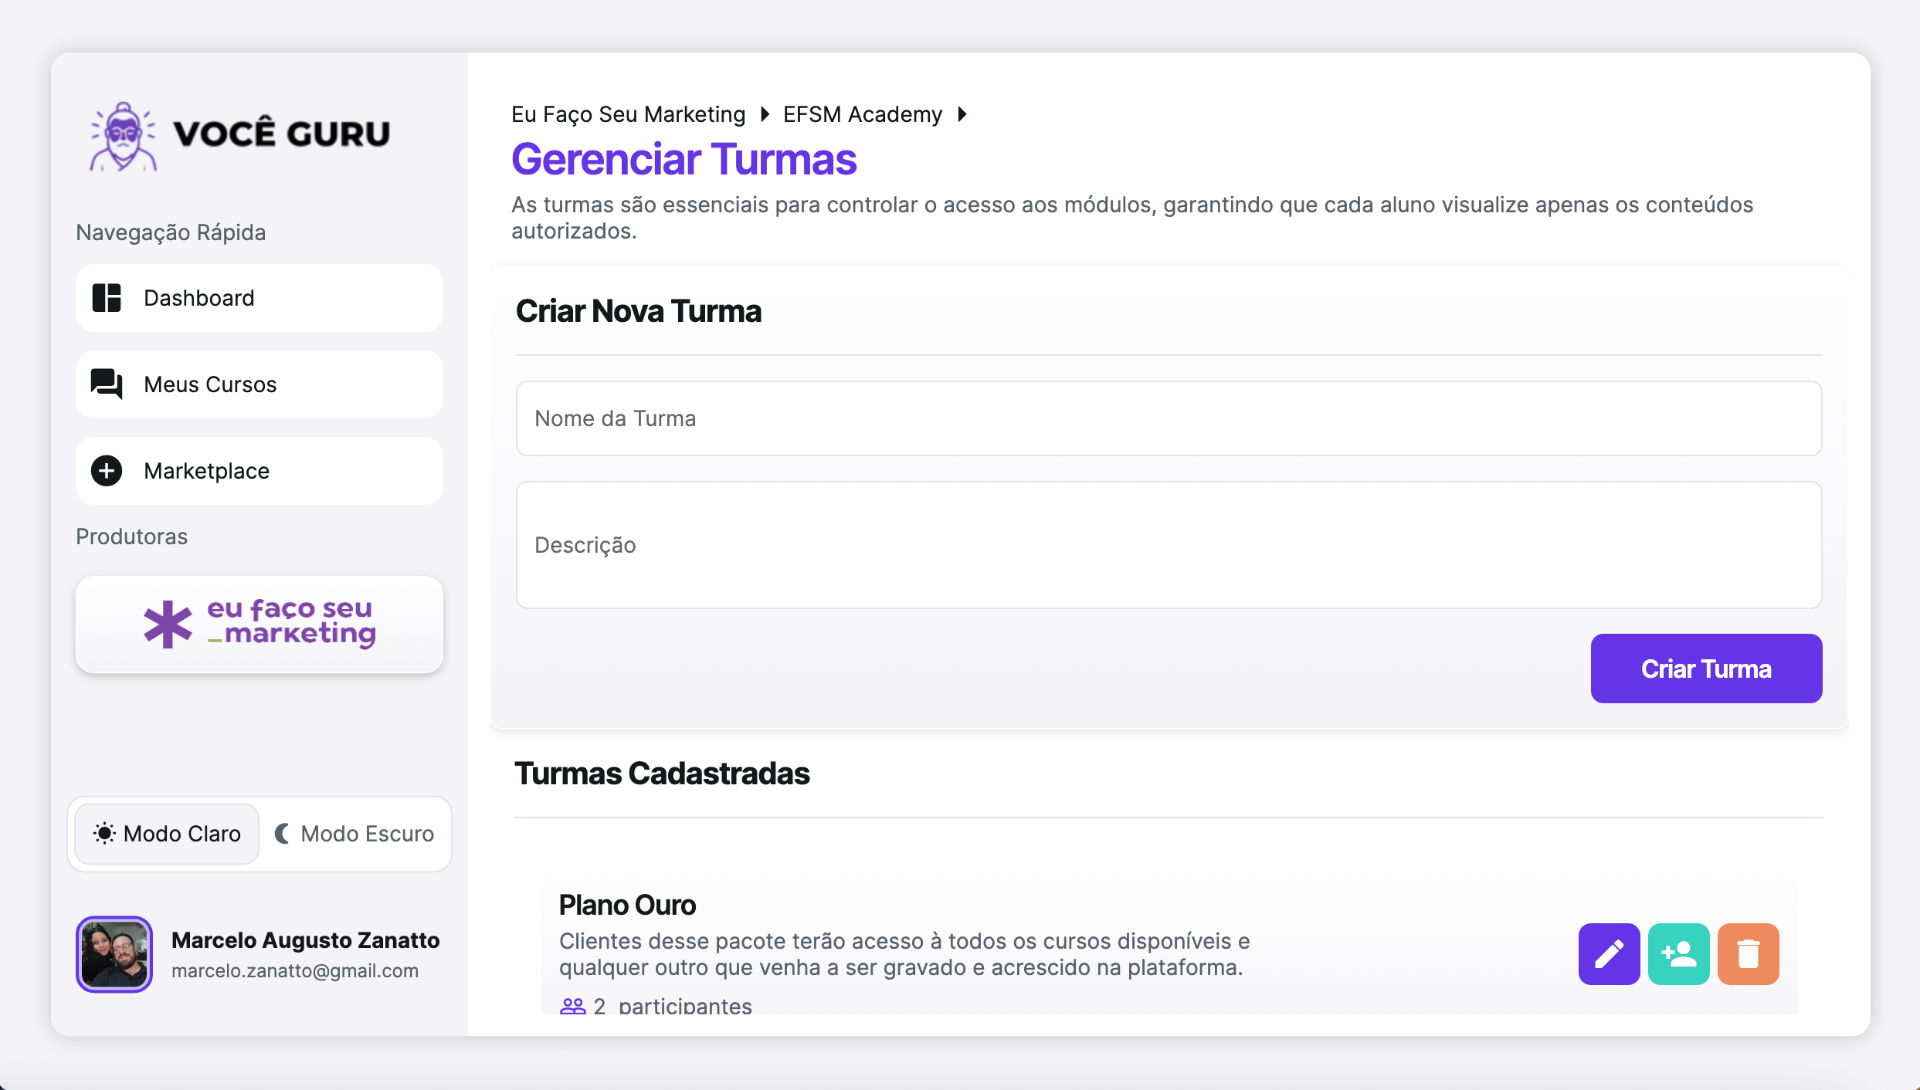 VOCÊ GURU
Navegação Rápida
Dashboard
Meus Cursos
Marketplace
Produtoras
eu faço seu
_marketing
Modo Claro
Modo Escuro
Marcelo Augusto Zanatto
marcelo.zanatto@gmail.com
Eu Faço Seu Marketing
EFSM Academy
Gerenciar Turmas
As turmas são essenciais para controlar o acesso aos módulos, garantindo que cada aluno visualize apenas os conteúdos
autorizados.
Criar Nova Turma
Nome da Turma
Descrição
Criar Turma
Turmas Cadastradas
Plano Ouro
Clientes desse pacote terão acesso à todos os cursos disponíveis e
qualquer outro que venha a ser gravado e acrescido na plataforma.
2 participantes